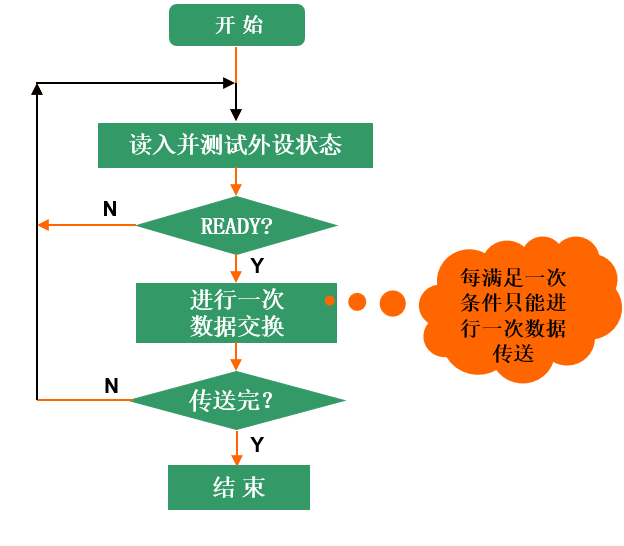 开 始
读入并测试外设状态
N
READY?
Y
进行一次
数据交换
每满足一次
条件只能进
行一次数据
传送
N
传送完？
Y
结 束